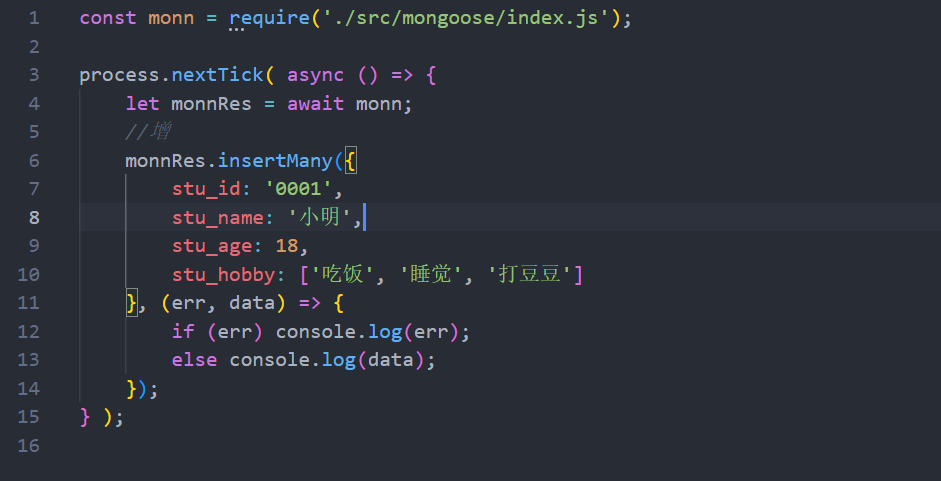 1 const monn = require('./src/mongoose/index.js');
2
3 process.nextTick( async () => {
4 let monnRes = await monn;
5 //增
6 monnRes.insertMany({
7 stu_id: '0001',
8 stu_name: '小明',
9 stu_age: 18,
10 stu_hobby: ['吃饭', '睡觉', '打豆豆']
11 }, (err, data) => {
12 if (err) console.log(err);
13 else console.log(data);
14 });
15 } );
16